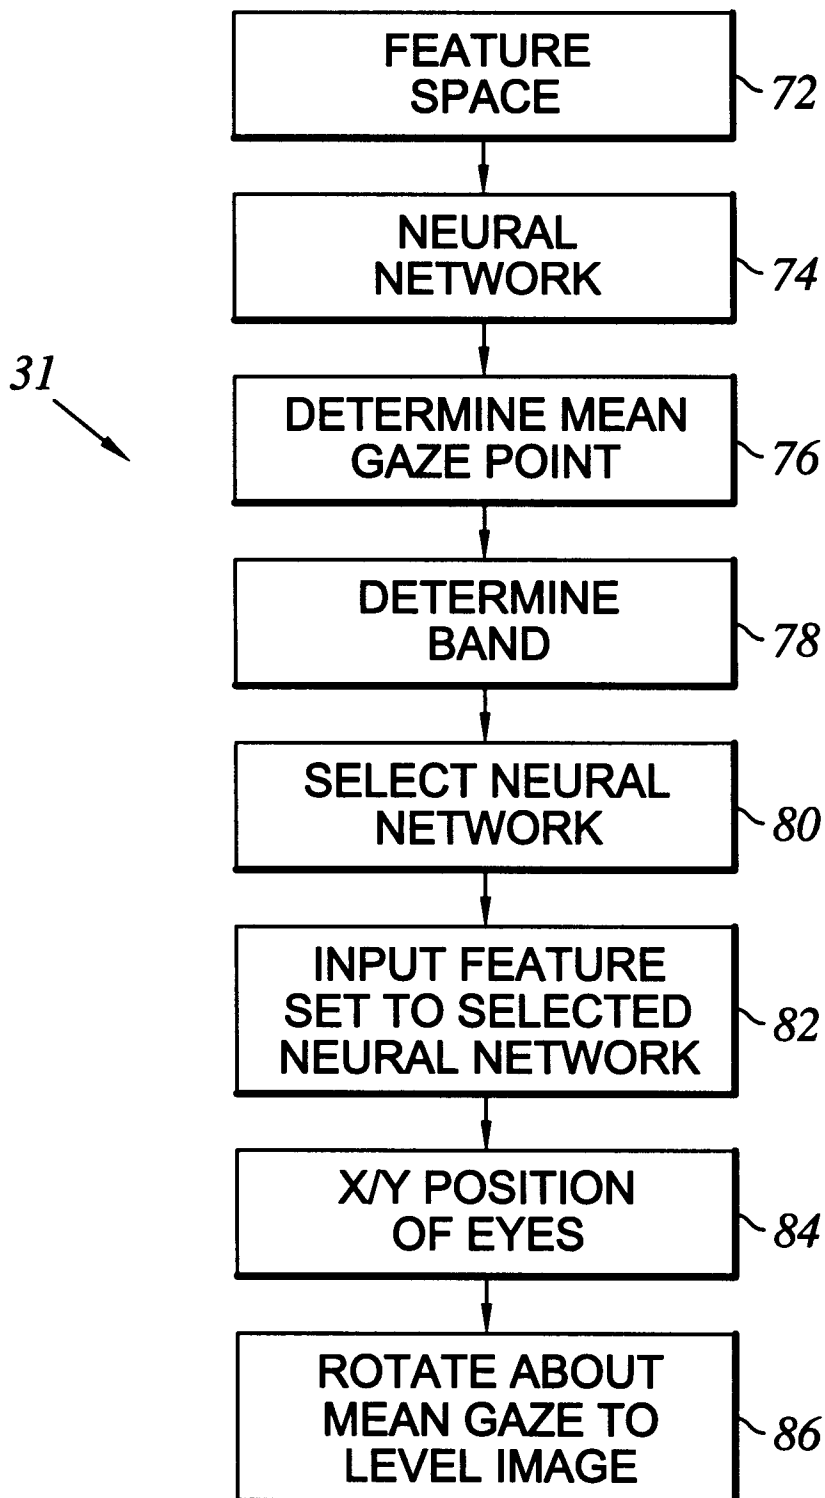 FEATURE
SPACE
72
NEURAL
NETWORK
74
31
DETERMINE MEAN
GAZE POINT
76
DETERMINE
BAND
78
SELECT NEURAL
NETWORK
80
INPUT FEATURE
SET TO SELECTED
NEURAL NETWORK
82
X/Y POSITION
OF EYES
84
ROTATE ABOUT
MEAN GAZE TO
LEVEL IMAGE
86